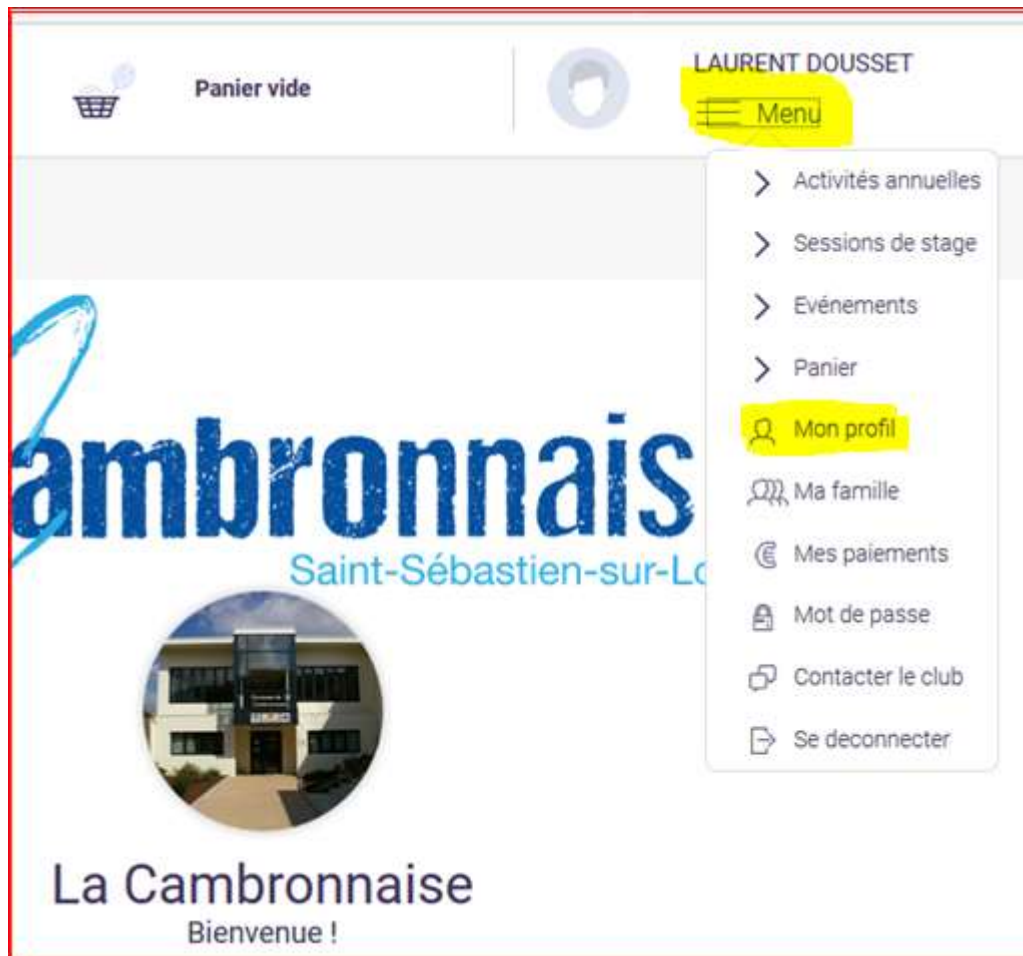 LAURENT DOUSSET
Panier vide
Menu
Activités annuelles
Sessions de stage
Evénements
Panier
Mon profil
Ma famille
Mes paiements
Mot de passe
Contacter le club
Se deconnecter
ambronnais
Saint-Sébastien-sur-Lo
La Cambronnaise
Bienvenue !